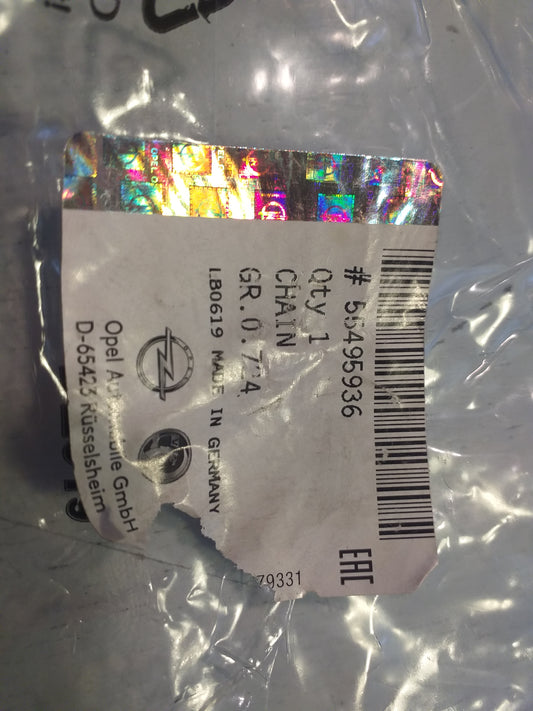 # 55495936
Qty 1
CHAIN
GR.0.724
LB0619 MADE IN GERMANY
Opel Automobile GmbH
D-65423 Rüsselsheim
EAC
79331